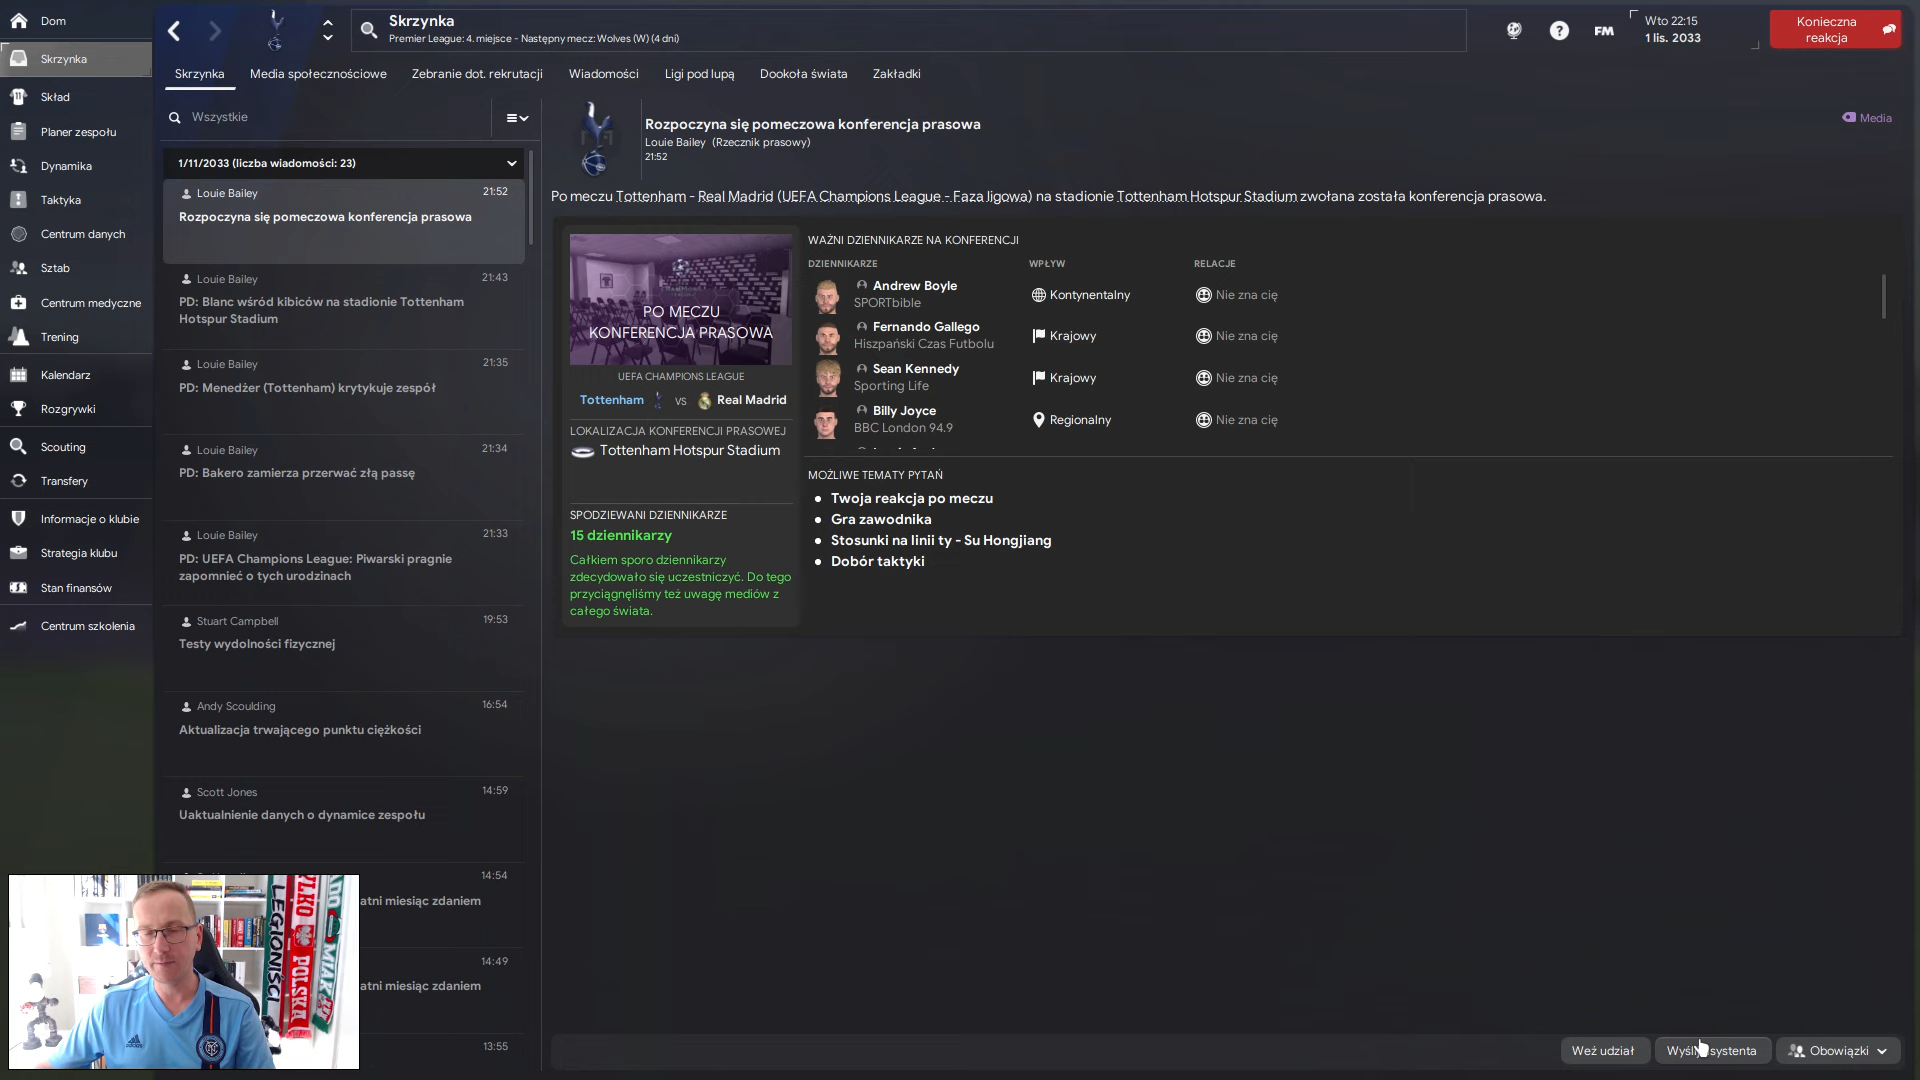 Dom
Skrzynka
Skład
Planer zespołu
Dynamika
Taktyka
Centrum danych
Sztab
Centrum medyczne
Trening
Kalendarz
Rozgrywki
Scouting
Transfery
Informacje o klubie
Strategia klubu
Stan finansów
Centrum szkolenia
Skrzynka
Premier League: 4. miejsce - Następny mecz: Wolves (W) (4 dni)
FM
Wto 22:15
1 lis. 2033
Konieczna
reakcja
Skrzynka
Media społecznościowe
Zebranie dot. rekrutacji
Wiadomości
Ligi pod lupą
Dookoła świata
Zakładki
Wszystkie
1/11/2033 (liczba wiadomości: 23)
Louie Bailey 21:52
Rozpoczyna się pomeczowa konferencja prasowa
Louie Bailey 21:43
PD: Blanc wśród kibiców na stadionie Tottenham
Hotspur Stadium
Louie Bailey 21:35
PD: Menedżer (Tottenham) krytykuje zespół
Louie Bailey 21:34
PD: Bakero zamierza przerwać złą passę
Louie Bailey 21:33
PD: UEFA Champions League: Piwarski pragnie
zapomnieć o tych urodzinach
Stuart Campbell 19:53
Testy wydolności fizycznej
Andy Scoulding 16:54
Aktualizacja trwającego punktu ciężkości
Scott Jones 14:59
Uaktualnienie danych o dynamice zespołu
14:54
atni miesiąc zdaniem
14:49
atni miesiąc zdaniem
13:55
LEGIONIŚCI
YLKO
POLSKA
Rozpoczyna się pomeczowa konferencja prasowa
Louie Bailey (Rzecznik prasowy)
21:52
Media
Po meczu Tottenham - Real Madrid (UEFA Champions League - Faza ligowa) na stadionie Tottenham Hotspur Stadium zwołana została konferencja prasowa.
PO MECZU
KONFERENCJA PRASOWA
UEFA CHAMPIONS LEAGUE
Tottenham VS Real Madrid
LOKALIZACJA KONFERENCJI PRASOWEJ
Tottenham Hotspur Stadium
SPODZIEWANI DZIENNIKARZE
15 dziennikarzy
Całkiem sporo dziennikarzy
zdecydowało się uczestniczyć. Do tego
przyciągnęliśmy też uwagę mediów z
całego świata.
WAŻNI DZIENNIKARZE NA KONFERENCJI
DZIENNIKARZE WPŁYW RELACJE
Andrew Boyle
SPORTbible
Kontynentalny Nie zna cię
Fernando Gallego
Hiszpański Czas Futbolu
Krajowy Nie zna cię
Sean Kennedy
Sporting Life
Krajowy Nie zna cię
Billy Joyce
BBC London 94.9
Regionalny Nie zna cię
MOŻLIWE TEMATY PYTAŃ
Twoja reakcja po meczu
Gra zawodnika
Stosunki na linii ty - Su Hongjiang
Dobór taktyki
Weź udział
Wyślij systenta
Obowiązki